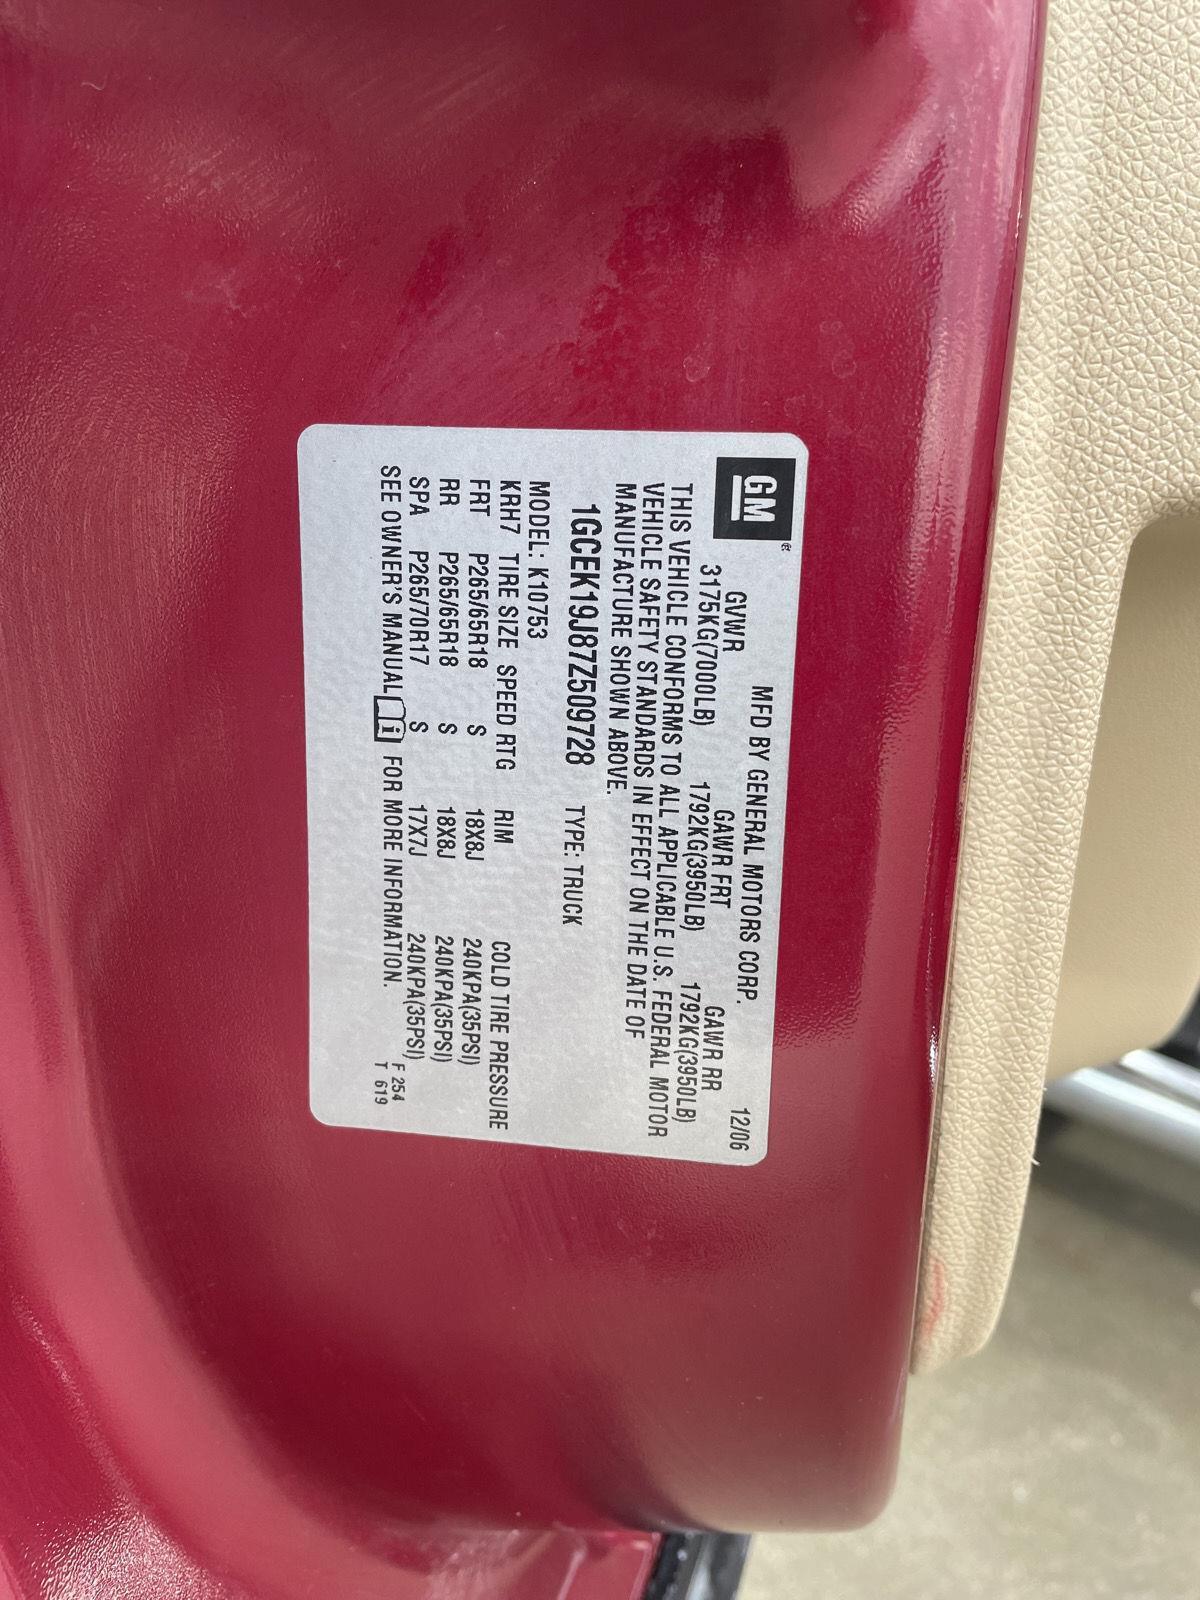 GM
MFD BY GENERAL MOTORS CORP. 12/06
GVWR GAWR FRT GAWR RR
3175KG(7000LB) 1792KG(3950LB) 1792KG(3950LB)
THIS VEHICLE CONFORMS TO ALL APPLICABLE U.S. FEDERAL MOTOR
VEHICLE SAFETY STANDARDS IN EFFECT ON THE DATE OF
MANUFACTURE SHOWN ABOVE.
1GCEK19J87Z509728 TYPE: TRUCK
MODEL: K10753
KRH7 TIRE SIZE SPEED RTG RIM COLD TIRE PRESSURE
FRT P265/65R18 S 18X8J 240KPA(35PSI)
RR P265/65R18 S 18X8J 240KPA(35PSI)
SPA P265/70R17 S 17X7J 240KPA(35PSI)
SEE OWNER'S MANUAL i FOR MORE INFORMATION.
F 254
T 619